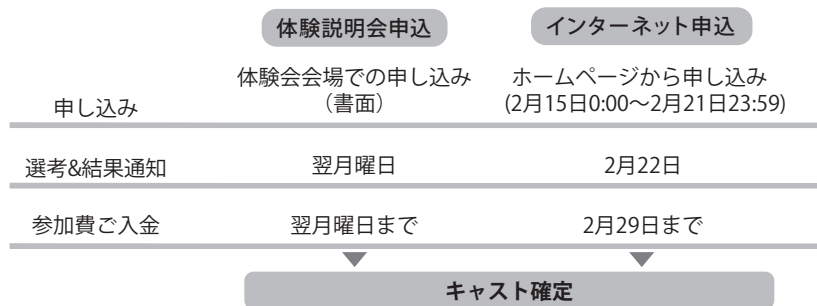 体験説明会申込 インターネット申込
申し込み 体験会会場での申し込み ホームページから申し込み
（書面） (2月15日0:00〜2月21日23:59)
選考&結果通知 翌月曜日 2月22日
参加費ご入金 翌月曜日まで 2月29日まで
キャスト確定